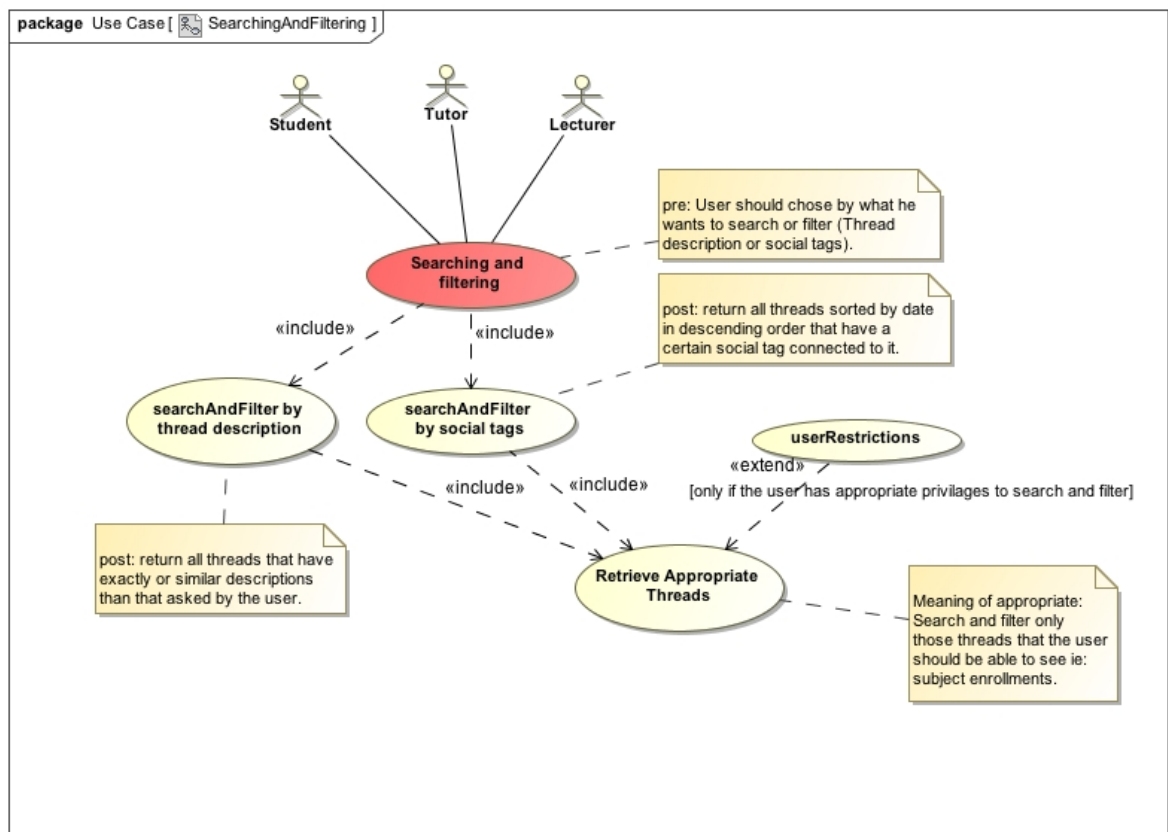 package Use Case [ SearchingAndFiltering ]
Student
Tutor
Lecturer
pre: User should chose by what he
wants to search or filter (Thread
description or social tags).
Searching and
filtering
post: return all threads sorted by date
in descending order that have a
certain social tag connected to it.
«include»
«include»
searchAndFilter by
thread description
searchAndFilter
by social tags
userRestrictions
«extend»
[only if the user has appropriate privilages to search and filter]
«include»
«include»
post: return all threads that have
exactly or similar descriptions
than that asked by the user.
Retrieve Appropriate
Threads
Meaning of appropriate:
Search and filter only
those threads that the user
should be able to see ie:
subject enrollments.